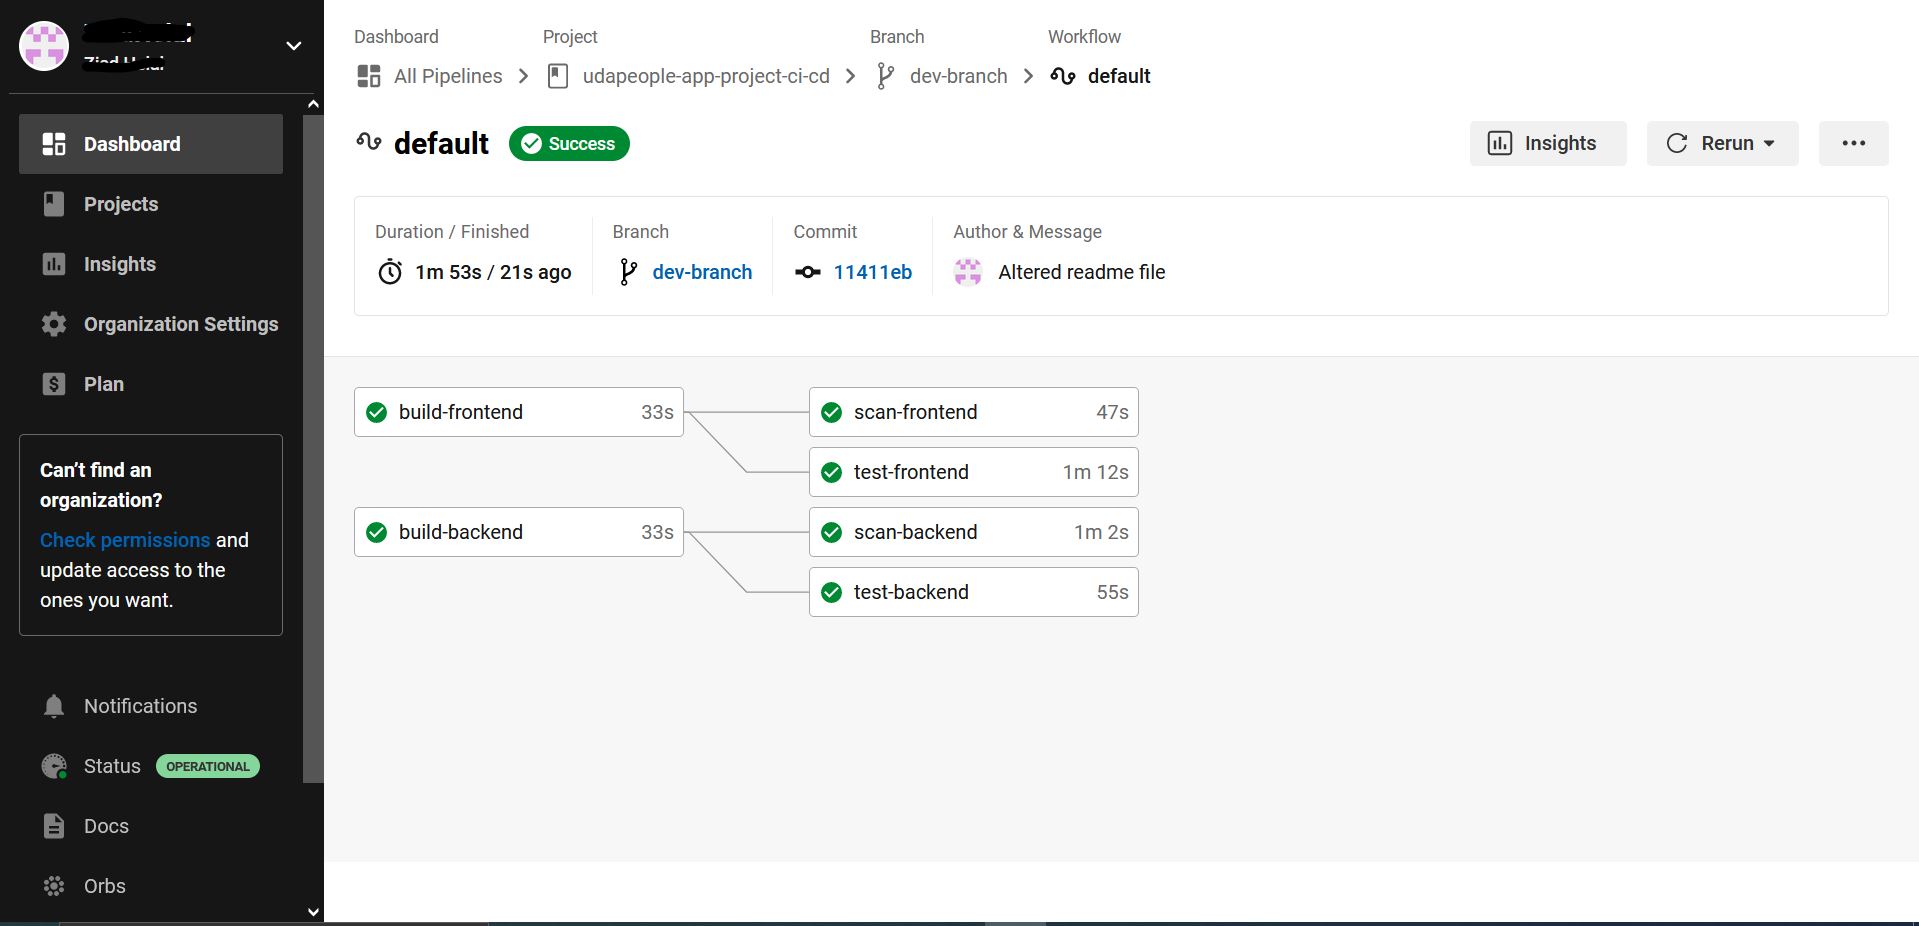 Dashboard
Projects
Insights
Organization Settings
Plan
Can’t find an
organization?
Check permissions and
update access to the
ones you want.
Notifications
Status OPERATIONAL
Docs
Orbs
Dashboard Project Branch Workflow
All Pipelines udapeople-app-project-ci-cd dev-branch default
default Success Insights Rerun
Duration / Finished Branch Commit Author & Message
1m 53s / 21s ago dev-branch 11411eb Altered readme file
build-frontend 33s scan-frontend 47s
test-frontend 1m 12s
build-backend 33s scan-backend 1m 2s
test-backend 55s